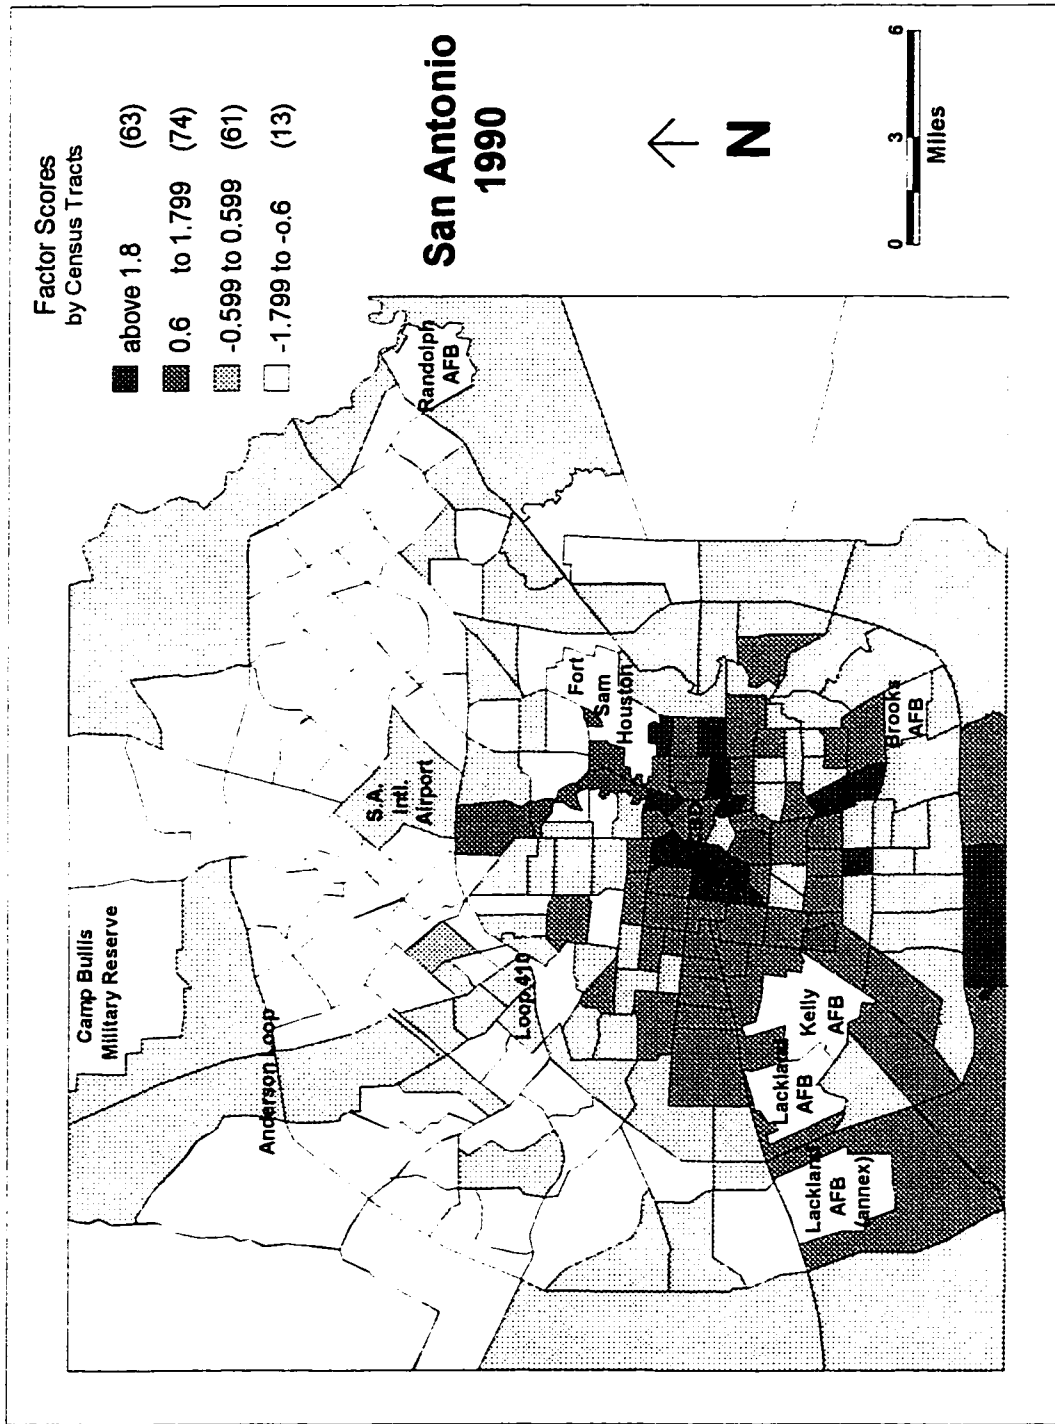 Factor Scores
by Census Tracts
above 1.8 (63)
0.6 to 1.799 (74)
-0.599 to 0.599 (61)
-1.799 to -o.6 (13)
San Antonio
1990
N
0 3 6
Miles
Camp Bullis
Military Reserve
Anderson Loop
S.A.
Intl.
Airport
Randolph
AFB
Loop 410
Fort
Sam
Houston
CBD
Lackland
AFB
(annex)
Lackland
AFB
Kelly
AFB
Brooks
AFB